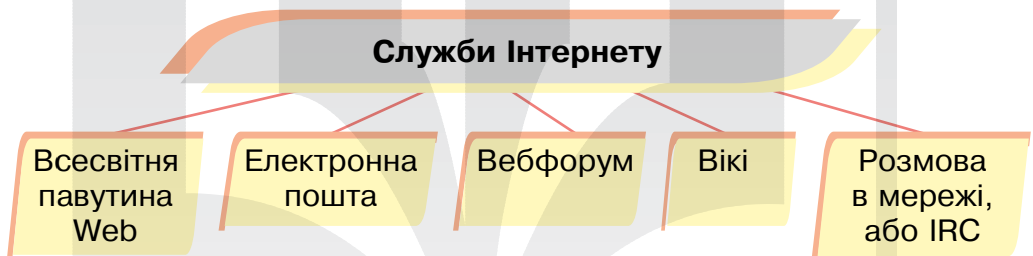 Служби Інтернету
Всесвітня
павутина
Web
Електронна
пошта
Вебфорум
Вікі
Розмова
в мережі,
або IRC